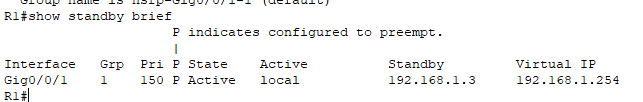 Group name is hsrp-Gig0/0/1-1 (default)
R1#show standby brief
P indicates configured to preempt.
|
Interface Grp Pri P State Active Standby Virtual IP
Gig0/0/1 1 150 P Active local 192.168.1.3 192.168.1.254
R1#